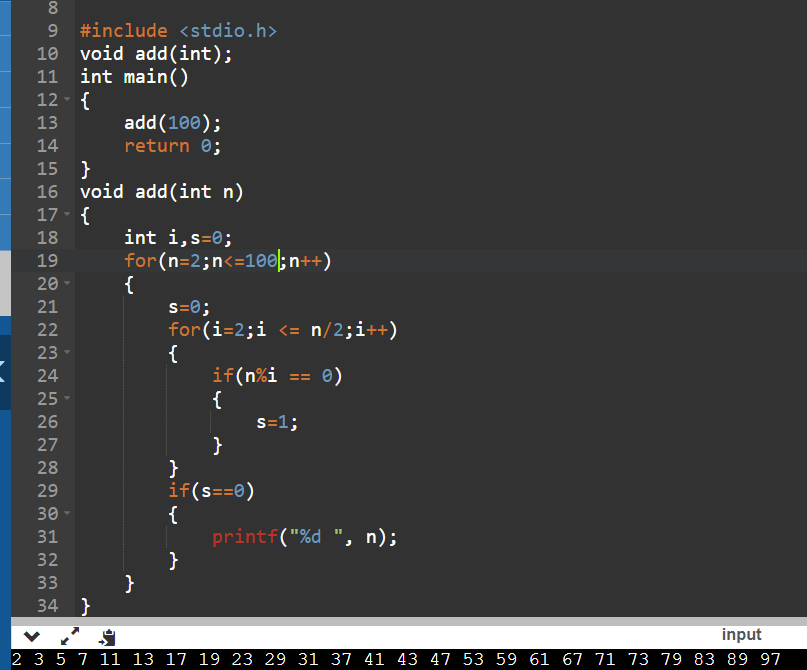 8
9 #include <stdio.h>
10 void add(int);
11 int main()
12 {
13     add(100);
14     return 0;
15 }
16 void add(int n)
17 {
18     int i,s=0;
19     for(n=2;n<=100;n++)
20     {
21         s=0;
22         for(i=2;i <= n/2;i++)
23         {
24             if(n%i == 0)
25             {
26                 s=1;
27             }
28         }
29         if(s==0)
30         {
31             printf("%d ", n);
32         }
33     }
34 }
input
2 3 5 7 11 13 17 19 23 29 31 37 41 43 47 53 59 61 67 71 73 79 83 89 97